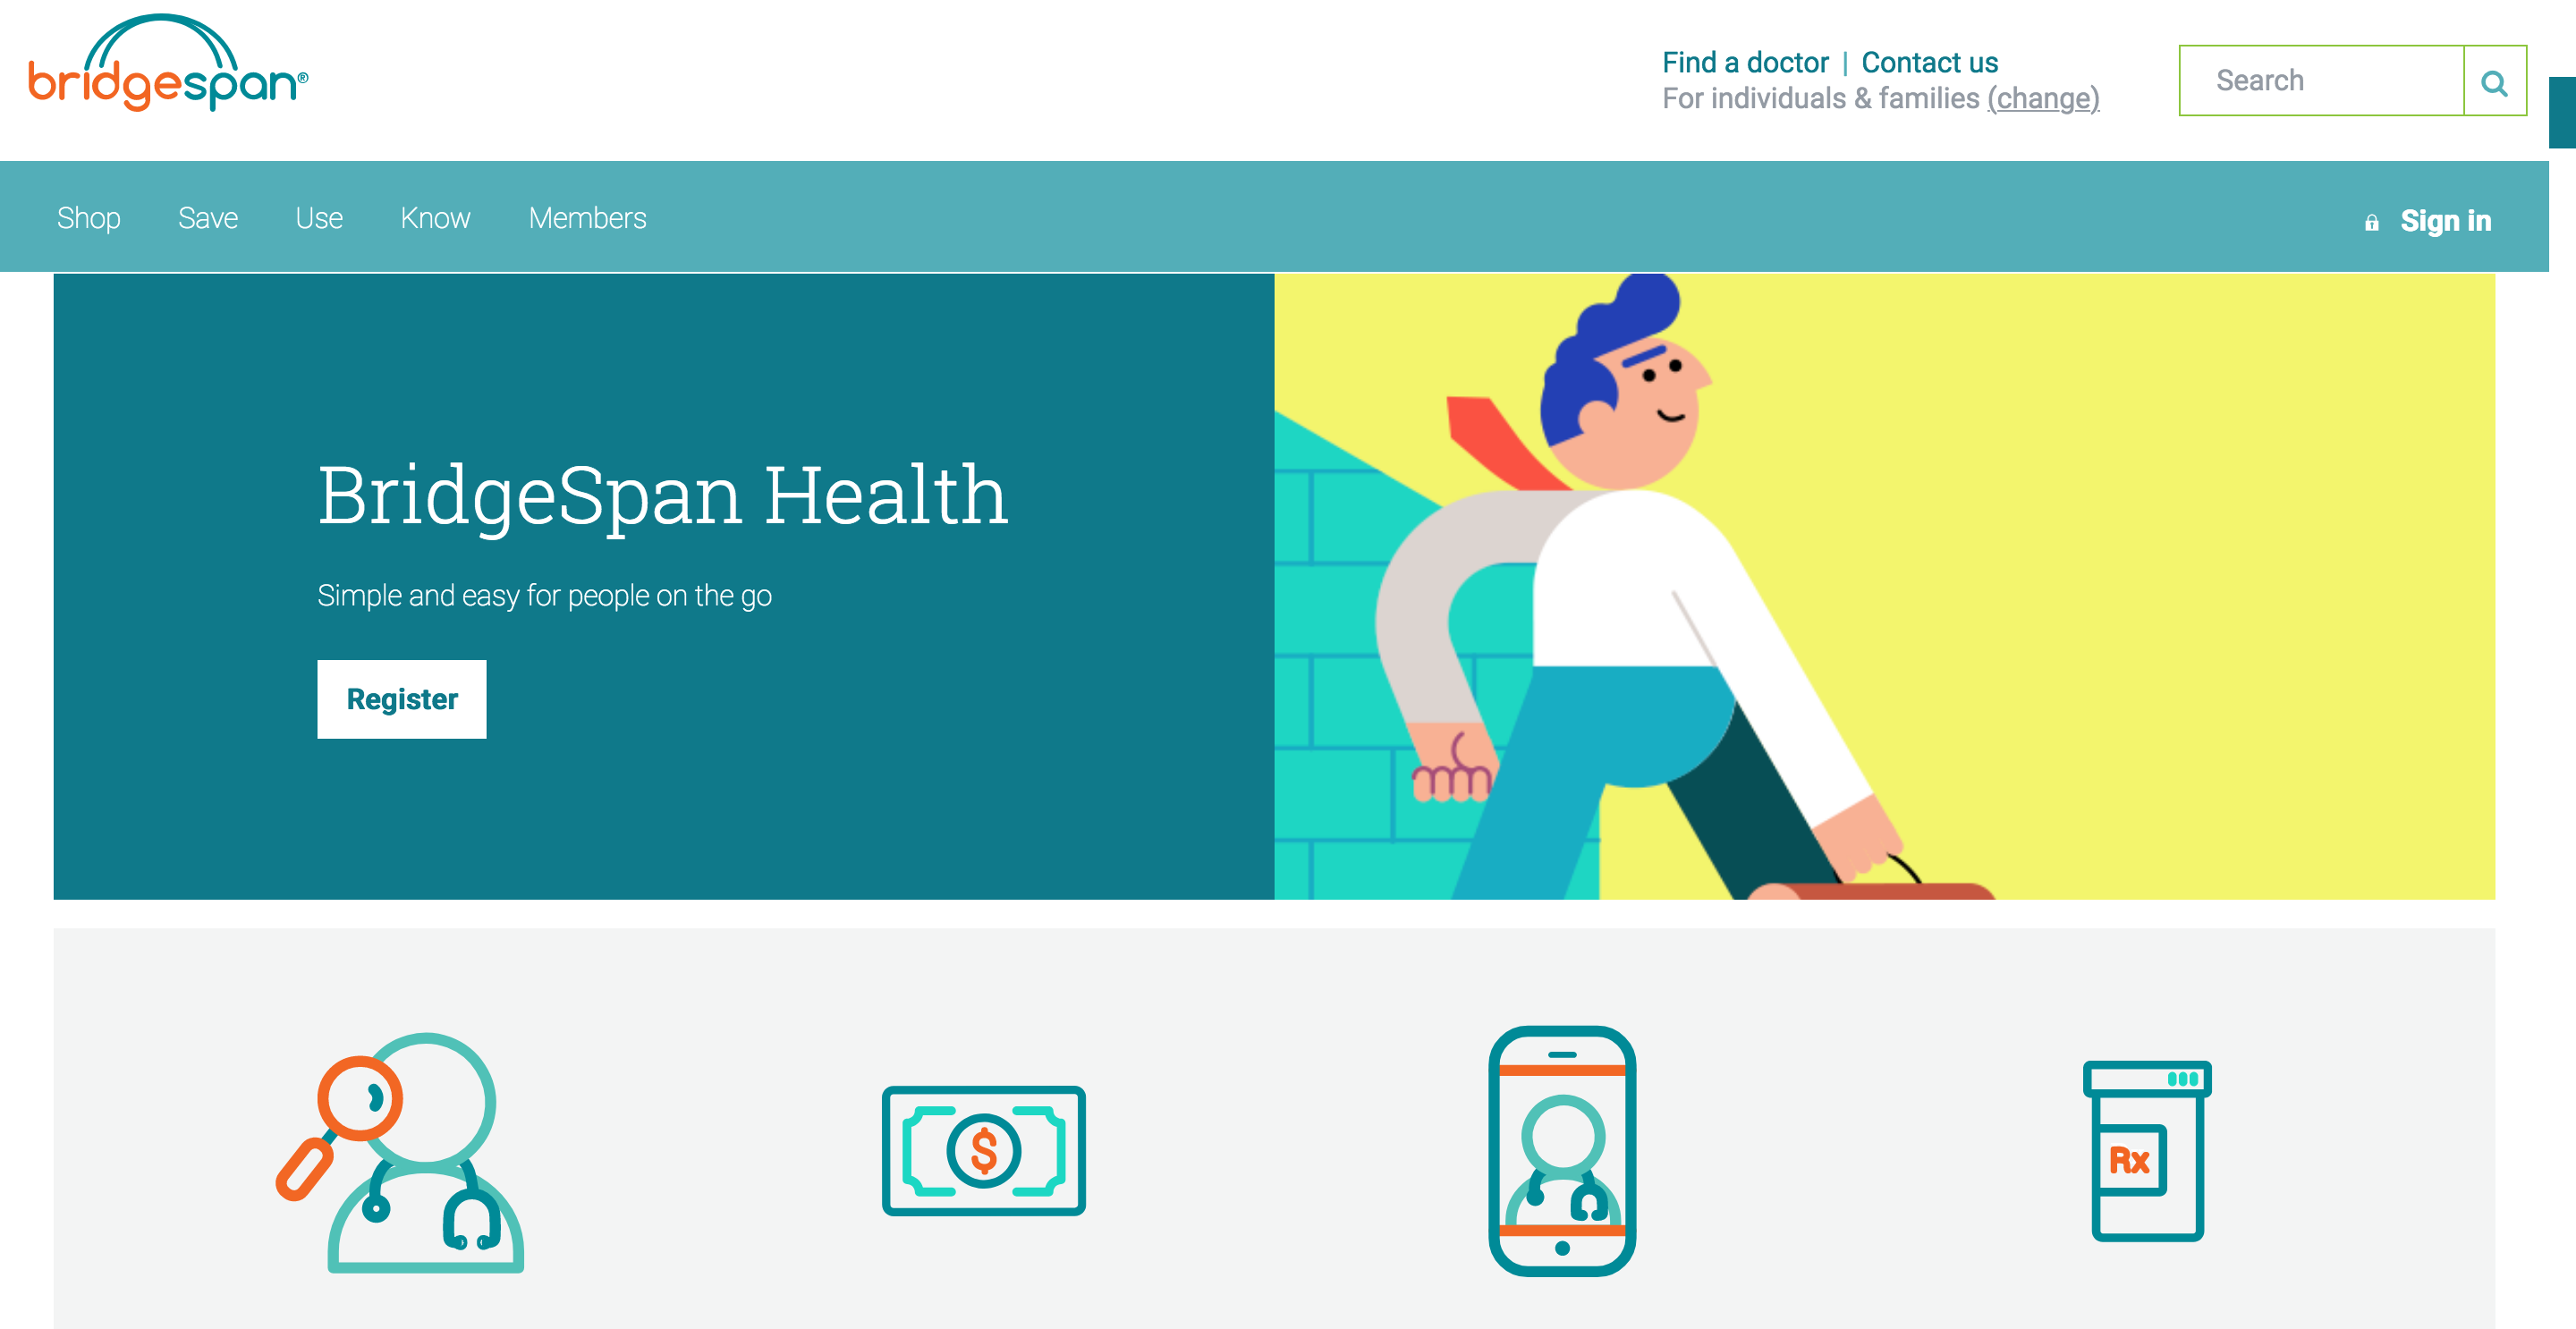 bridgespan®
Find a doctor | Contact us
For individuals & families (change)
Search
Shop Save Use Know Members
Sign in
BridgeSpan Health
Simple and easy for people on the go
Register
$
Rx